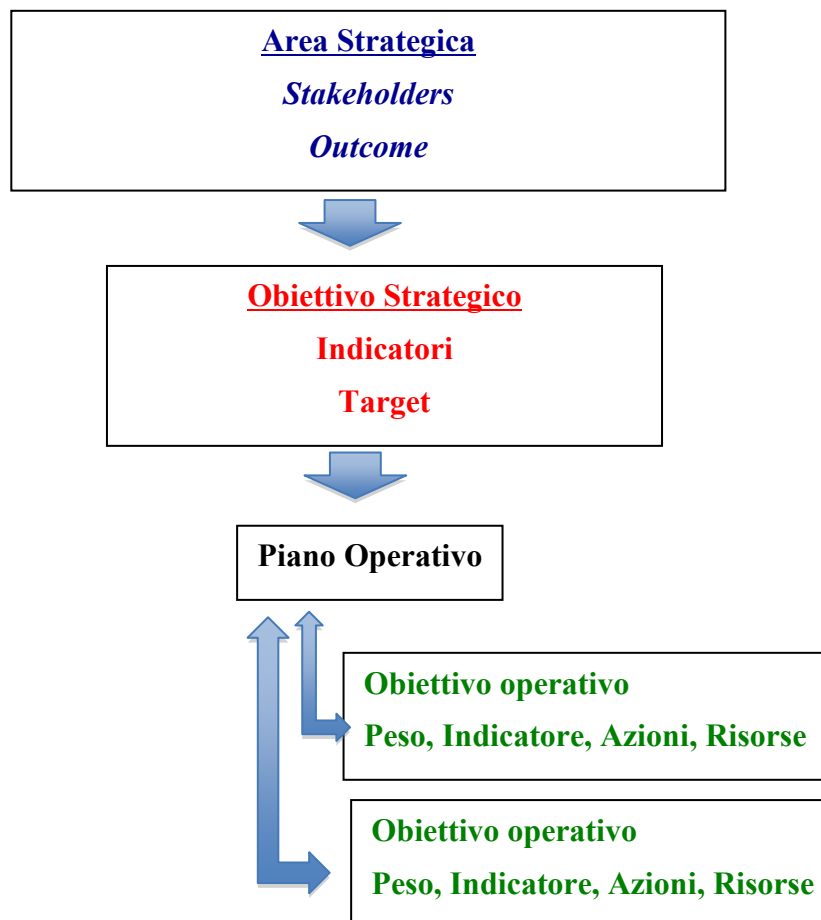 Area Strategica
Stakeholders
Outcome
Obiettivo Strategico
Indicatori
Target
Piano Operativo
Obiettivo operativo
Peso, Indicatore, Azioni, Risorse
Obiettivo operativo
Peso, Indicatore, Azioni, Risorse